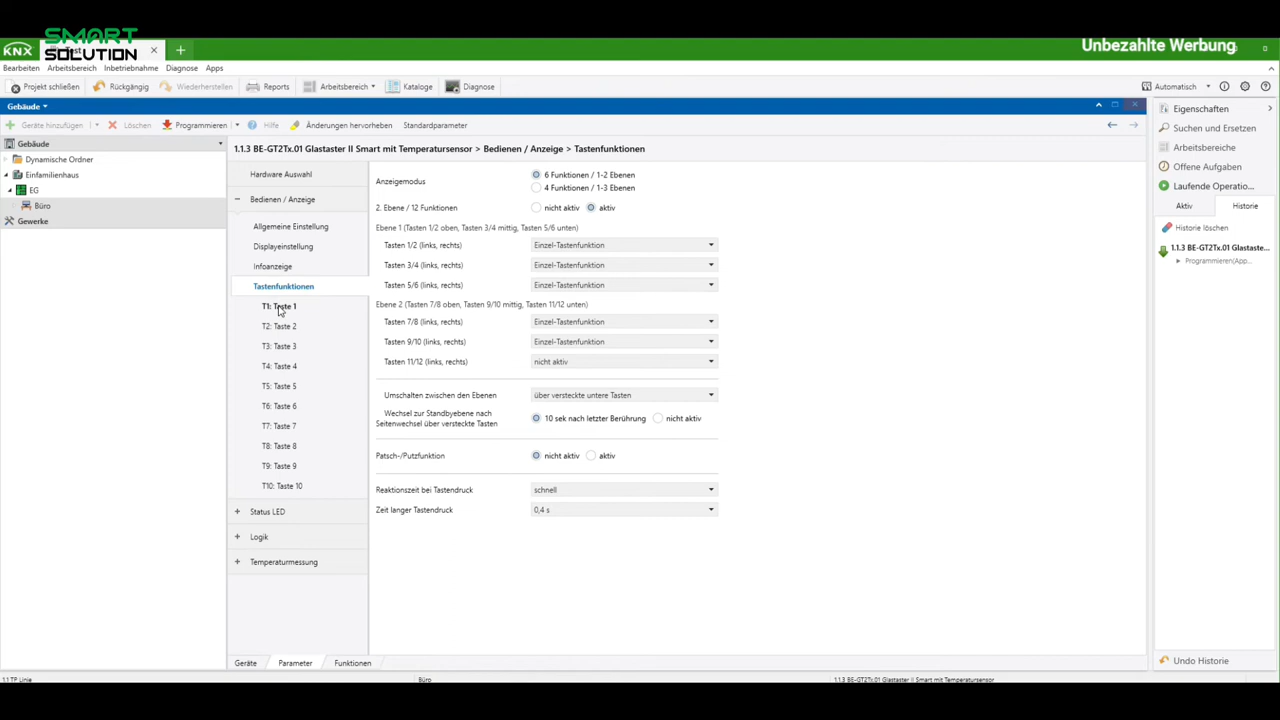 SMART
SOLUTION
Unbezahlte Werbung
KNX
Bearbeiten Arbeitsbereich Inbetriebnahme Diagnose Apps
Projekt schließen Rückgängig Wiederherstellen Reports Arbeitsbereich Kataloge Diagnose Automatisch
Gebäude
Geräte hinzufügen Löschen Programmieren Hilfe Änderungen hervorheben Standardparameter
Gebäude
Dynamische Ordner
Einfamilienhaus
EG
Büro
Gewerke
1.1.3 BE-GT2Tx.01 Glastaster II Smart mit Temperatursensor > Bedienen / Anzeige > Tastenfunktionen
Hardware Auswahl
Bedienen / Anzeige
Allgemeine Einstellung
Displayeinstellung
Infoanzeige
Tastenfunktionen
T1: Taste 1
T2: Taste 2
T3: Taste 3
T4: Taste 4
T5: Taste 5
T6: Taste 6
T7: Taste 7
T8: Taste 8
T9: Taste 9
T10: Taste 10
Status LED
Logik
Temperaturmessung
Anzeigemodus 6 Funktionen / 1-2 Ebenen
4 Funktionen / 1-3 Ebenen
2. Ebene / 12 Funktionen nicht aktiv aktiv
Ebene 1 (Tasten 1/2 oben, Tasten 3/4 mittig, Tasten 5/6 unten)
Tasten 1/2 (links, rechts) Einzel-Tastenfunktion
Tasten 3/4 (links, rechts) Einzel-Tastenfunktion
Tasten 5/6 (links, rechts) Einzel-Tastenfunktion
Ebene 2 (Tasten 7/8 oben, Tasten 9/10 mittig, Tasten 11/12 unten)
Tasten 7/8 (links, rechts) Einzel-Tastenfunktion
Tasten 9/10 (links, rechts) Einzel-Tastenfunktion
Tasten 11/12 (links, rechts) nicht aktiv
Umschalten zwischen den Ebenen über versteckte untere Tasten
Wechsel zur Standbyebene nach
Seitenwechsel über versteckte Tasten 10 sek nach letzter Berührung nicht aktiv
Patsch-/Putzfunktion nicht aktiv aktiv
Reaktionszeit bei Tastendruck schnell
Zeit langer Tastendruck 0,4 s
Geräte Parameter Funktionen
Eigenschaften
Suchen und Ersetzen
Arbeitsbereiche
Offene Aufgaben
Laufende Operatio...
Aktiv Historie
Historie löschen
1.1.3 BE-GT2Tx.01 Glastaste...
Programmieren(App...
Undo Historie
1.1 TP Linie Büro 1.1.3 BE-GT2Tx.01 Glastaster II Smart mit Temperatursensor